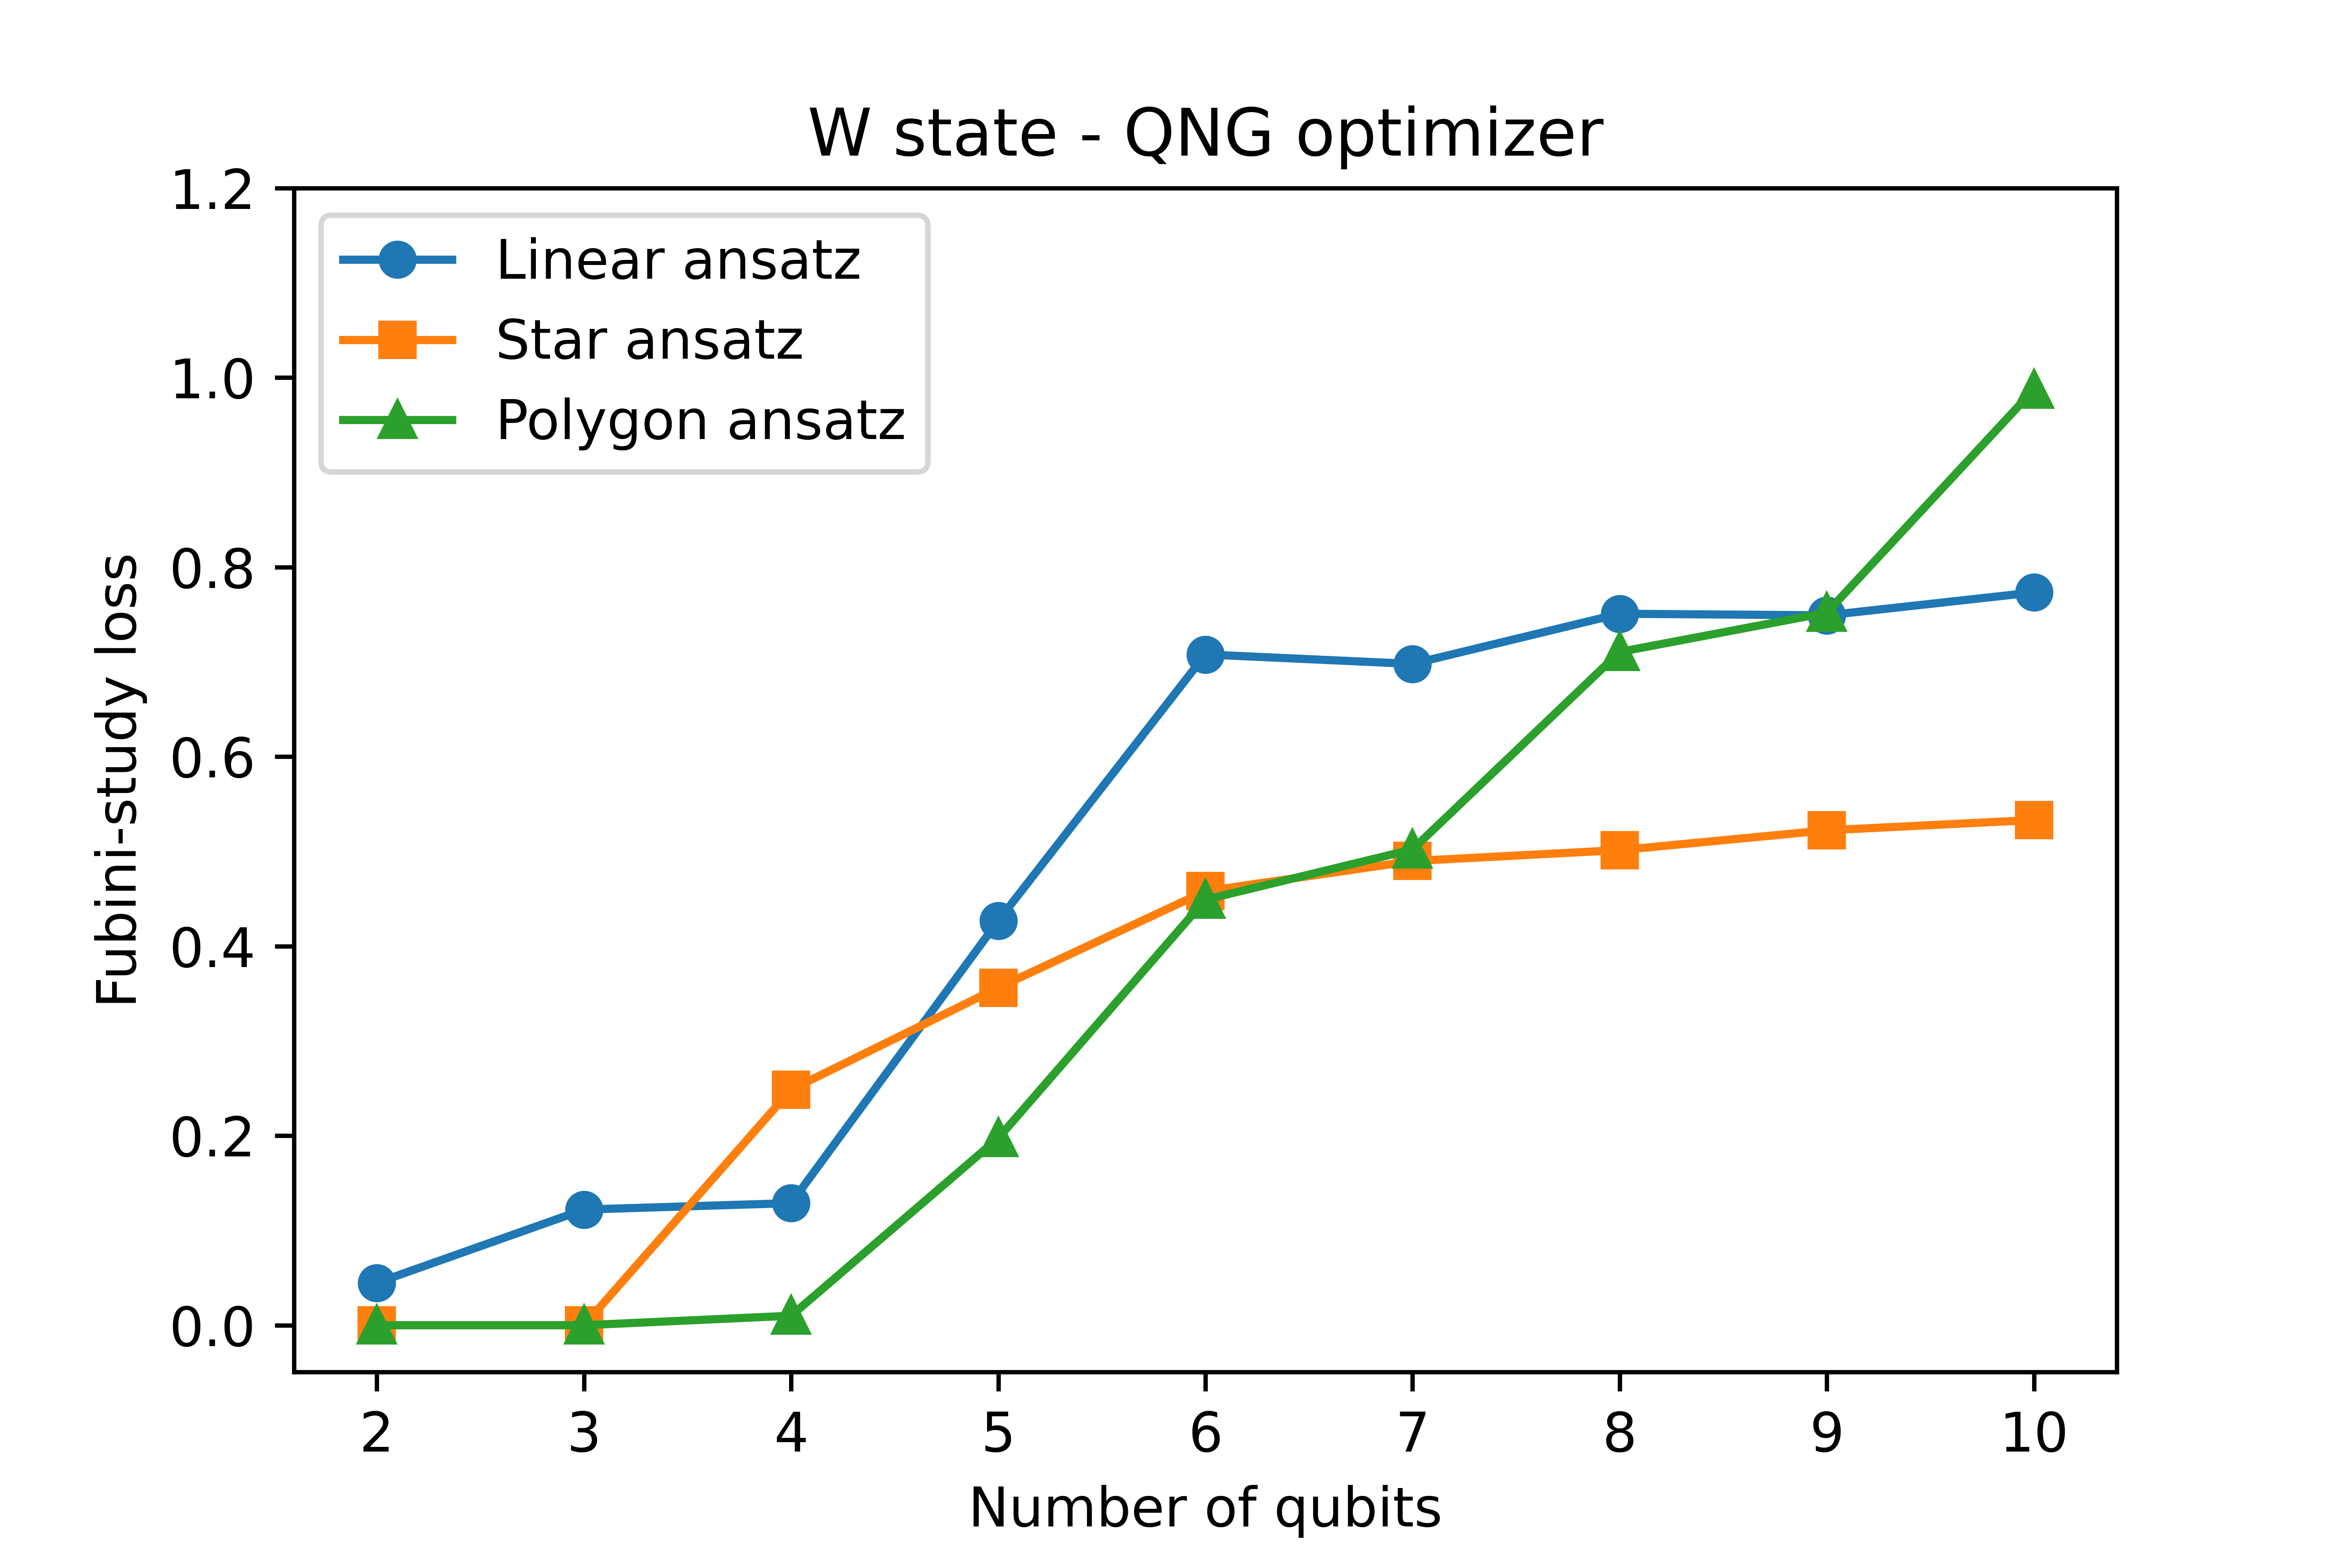 W state - QNG optimizer
1.2
1.0
0.8
0.6
0.4
0.2
0.0
Fubini-study loss
Linear ansatz
Star ansatz
Polygon ansatz
2 3 4 5 6 7 8 9 10
Number of qubits